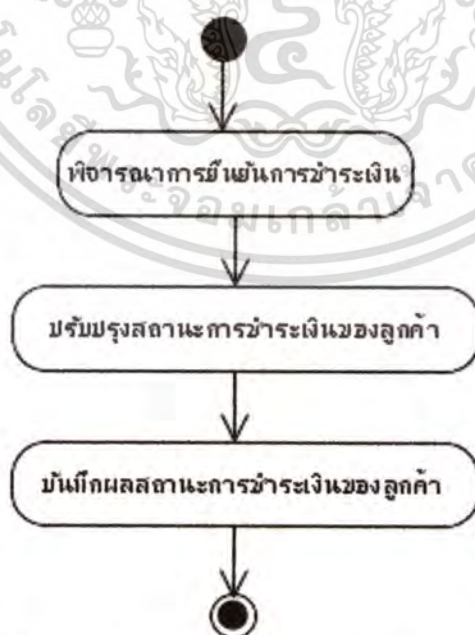 พิจารณาการยืนยันการชำระเงิน
ปรับปรุงสถานะการชำระเงินของลูกค้า
บันทึกผลสถานะการชำระเงินของลูกค้า